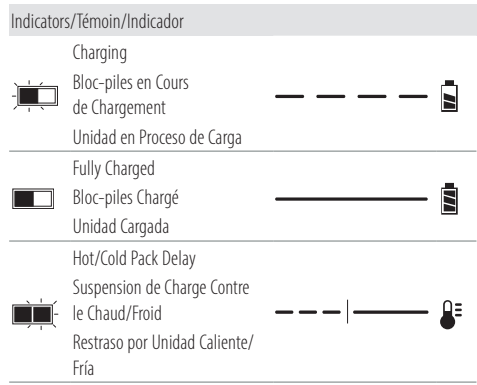 Indicators/Témoin/Indicador
Charging
Bloc-piles en Cours
de Chargement
Unidad en Proceso de Carga
Fully Charged
Bloc-piles Chargé
Unidad Cargada
Hot/Cold Pack Delay
Suspension de Charge Contre
le Chaud/Froid
Restraso por Unidad Caliente/
Fría